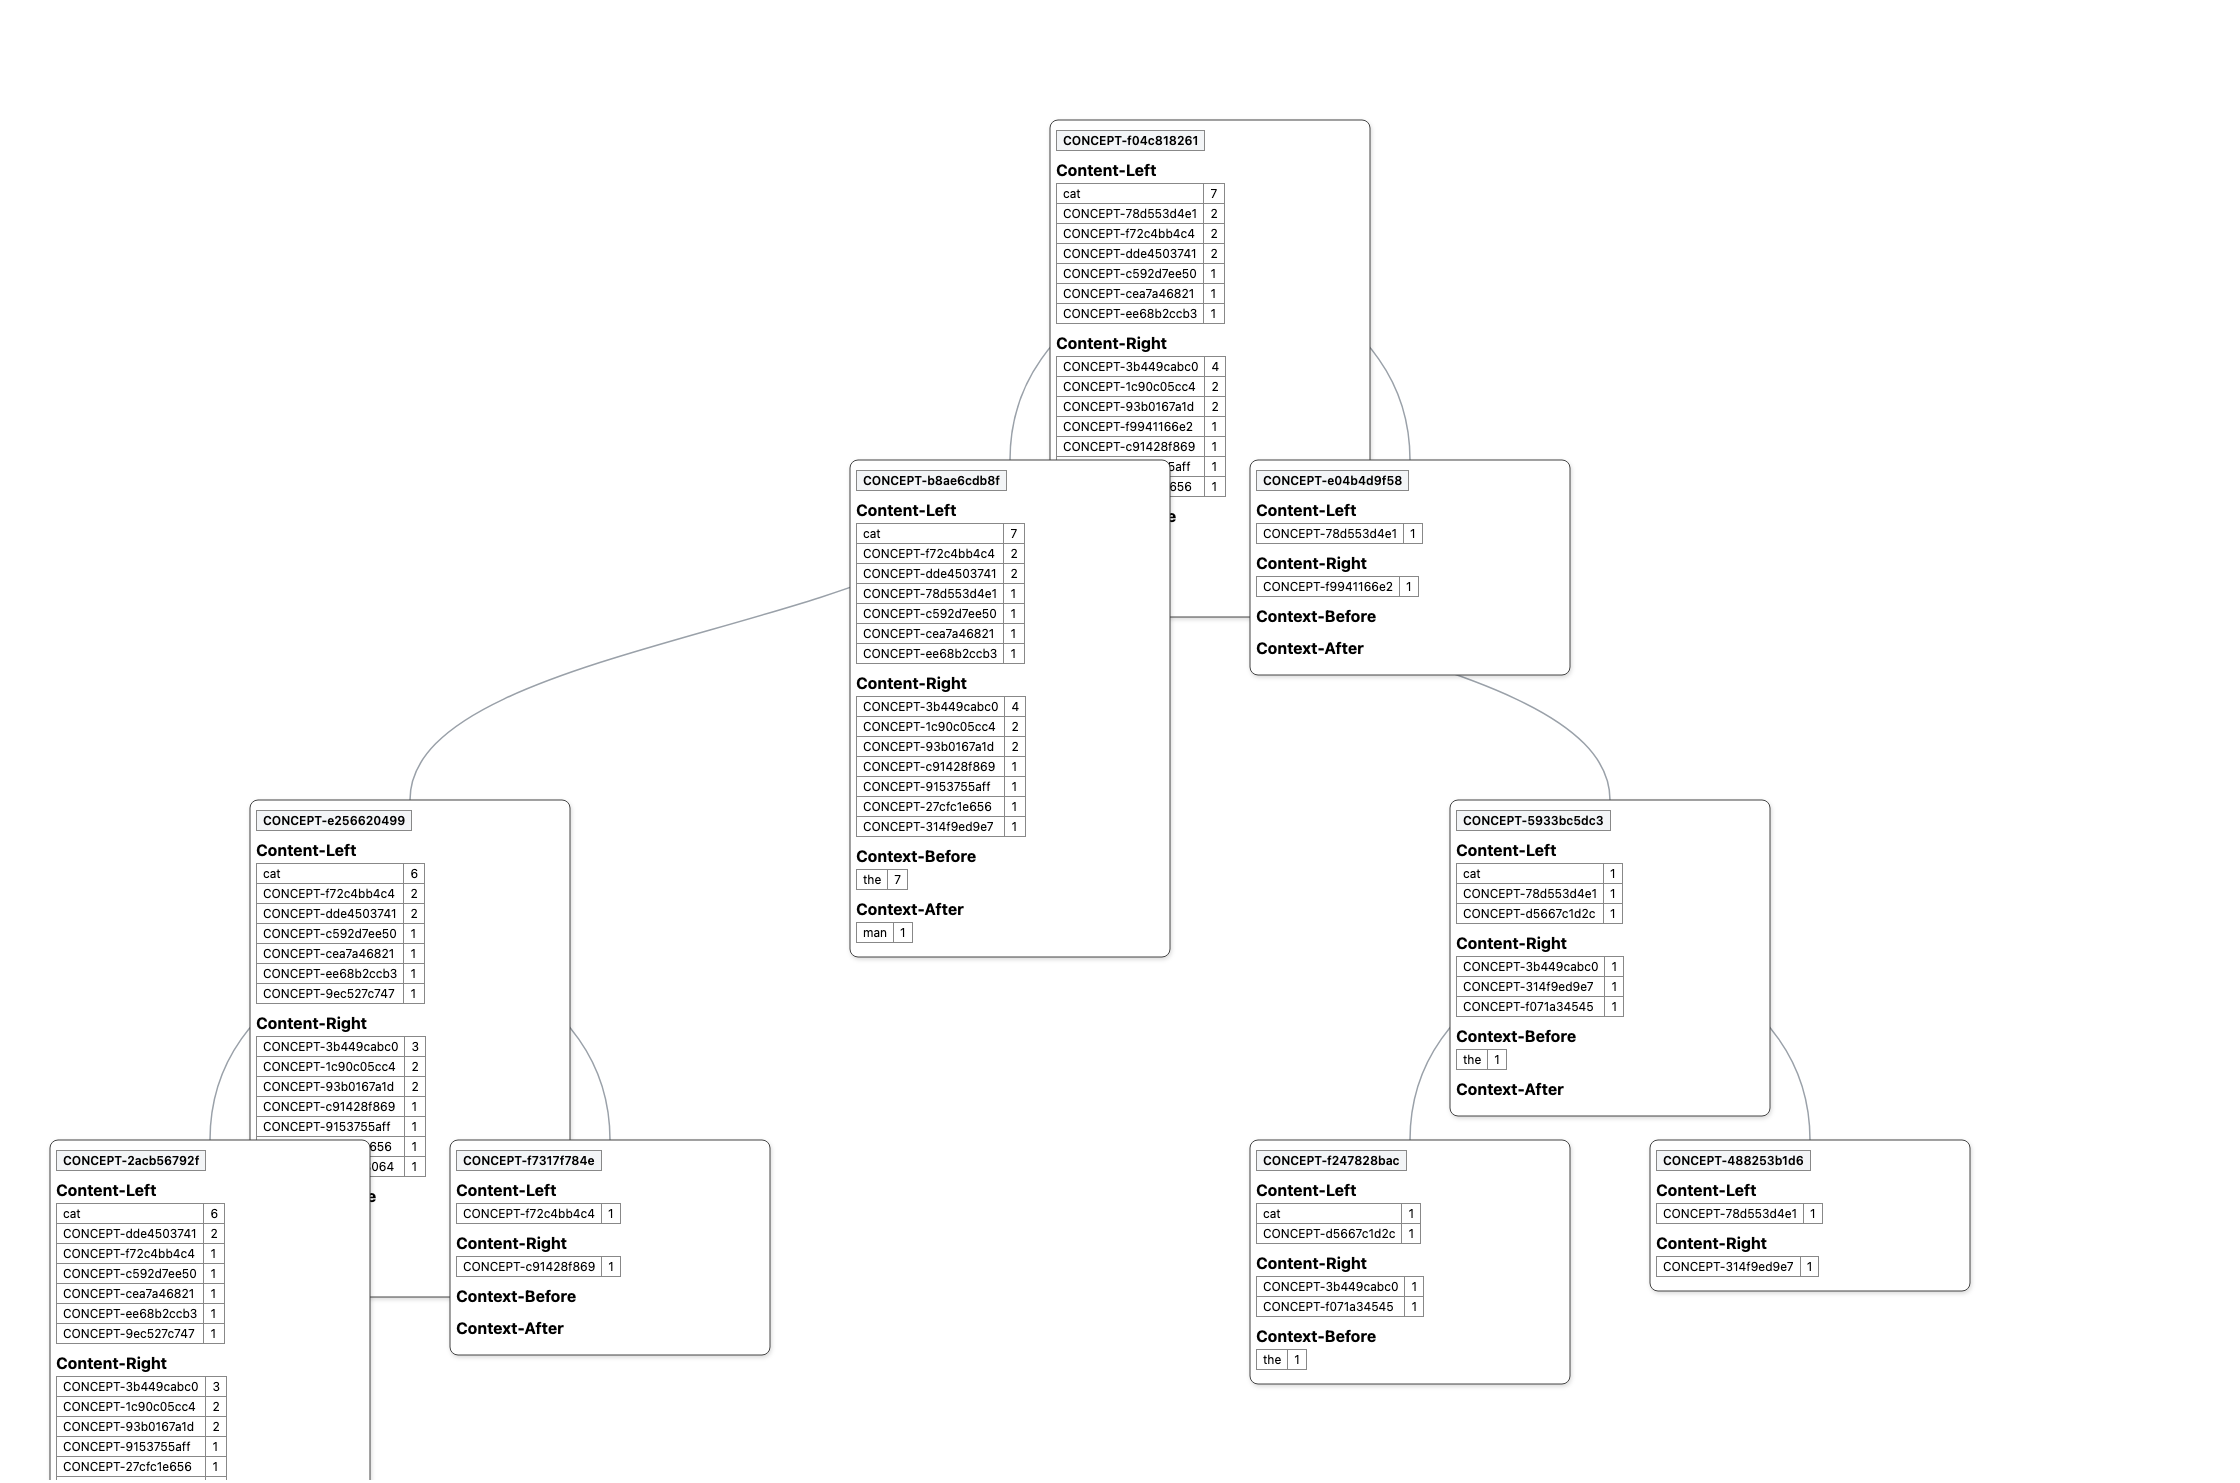 CONCEPT-f04c818261
Content-Left
cat 7
CONCEPT-78d553d4e1 2
CONCEPT-f72c4bb4c4 2
CONCEPT-dde4503741 2
CONCEPT-c592d7ee50 1
CONCEPT-cea7a46821 1
CONCEPT-ee68b2ccb3 1
Content-Right
CONCEPT-3b449cabc0 4
CONCEPT-1c90c05cc4 2
CONCEPT-93b0167a1d 2
CONCEPT-f9941166e2 1
CONCEPT-c91428f869 1
5aff 1
656 1
e
CONCEPT-b8ae6cdb8f
Content-Left
cat 7
CONCEPT-f72c4bb4c4 2
CONCEPT-dde4503741 2
CONCEPT-78d553d4e1 1
CONCEPT-c592d7ee50 1
CONCEPT-cea7a46821 1
CONCEPT-ee68b2ccb3 1
Content-Right
CONCEPT-3b449cabc0 4
CONCEPT-1c90c05cc4 2
CONCEPT-93b0167a1d 2
CONCEPT-c91428f869 1
CONCEPT-9153755aff 1
CONCEPT-27cfc1e656 1
CONCEPT-314f9ed9e7 1
Context-Before
the 7
Context-After
man 1
CONCEPT-e04b4d9f58
Content-Left
CONCEPT-78d553d4e1 1
Content-Right
CONCEPT-f9941166e2 1
Context-Before
Context-After
CONCEPT-e256620499
Content-Left
cat 6
CONCEPT-f72c4bb4c4 2
CONCEPT-dde4503741 2
CONCEPT-c592d7ee50 1
CONCEPT-cea7a46821 1
CONCEPT-ee68b2ccb3 1
CONCEPT-9ec527c747 1
Content-Right
CONCEPT-3b449cabc0 3
CONCEPT-1c90c05cc4 2
CONCEPT-93b0167a1d 2
CONCEPT-c91428f869 1
CONCEPT-9153755aff 1
656 1
064 1
e
CONCEPT-5933bc5dc3
Content-Left
cat 1
CONCEPT-78d553d4e1 1
CONCEPT-d5667c1d2c 1
Content-Right
CONCEPT-3b449cabc0 1
CONCEPT-314f9ed9e7 1
CONCEPT-f071a34545 1
Context-Before
the 1
Context-After
CONCEPT-2acb56792f
Content-Left
cat 6
CONCEPT-dde4503741 2
CONCEPT-f72c4bb4c4 1
CONCEPT-c592d7ee50 1
CONCEPT-cea7a46821 1
CONCEPT-ee68b2ccb3 1
CONCEPT-9ec527c747 1
Content-Right
CONCEPT-3b449cabc0 3
CONCEPT-1c90c05cc4 2
CONCEPT-93b0167a1d 2
CONCEPT-9153755aff 1
CONCEPT-27cfc1e656 1
CONCEPT-f7317f784e
Content-Left
CONCEPT-f72c4bb4c4 1
Content-Right
CONCEPT-c91428f869 1
Context-Before
Context-After
CONCEPT-f247828bac
Content-Left
cat 1
CONCEPT-d5667c1d2c 1
Content-Right
CONCEPT-3b449cabc0 1
CONCEPT-f071a34545 1
Context-Before
the 1
CONCEPT-488253b1d6
Content-Left
CONCEPT-78d553d4e1 1
Content-Right
CONCEPT-314f9ed9e7 1